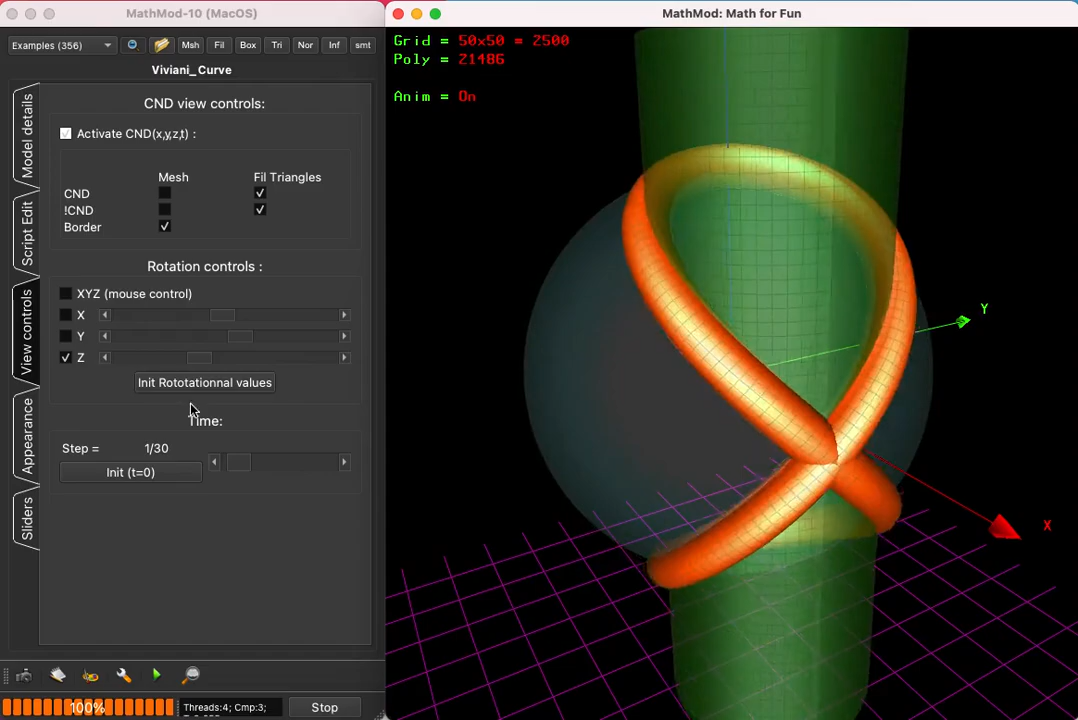 MathMod-10 (MacOS)
Examples (356)
Msh
Fil
Box
Tri
Nor
Inf
smt
Viviani_Curve
Model details
Script Edit
View controls
Appearance
Sliders
CND view controls:
Activate CND(x,y,z,t) :
Mesh
Fil Triangles
CND
!CND
Border
Rotation controls :
XYZ (mouse control)
X
Y
Z
Init Rototationnal values
Time:
Step = 1/30
Init (t=0)
100%
Threads:4; Cmp:3;
Stop
MathMod: Math for Fun
Grid = 50x50 = 2500
Poly = 21486
Anim = On
Y
X